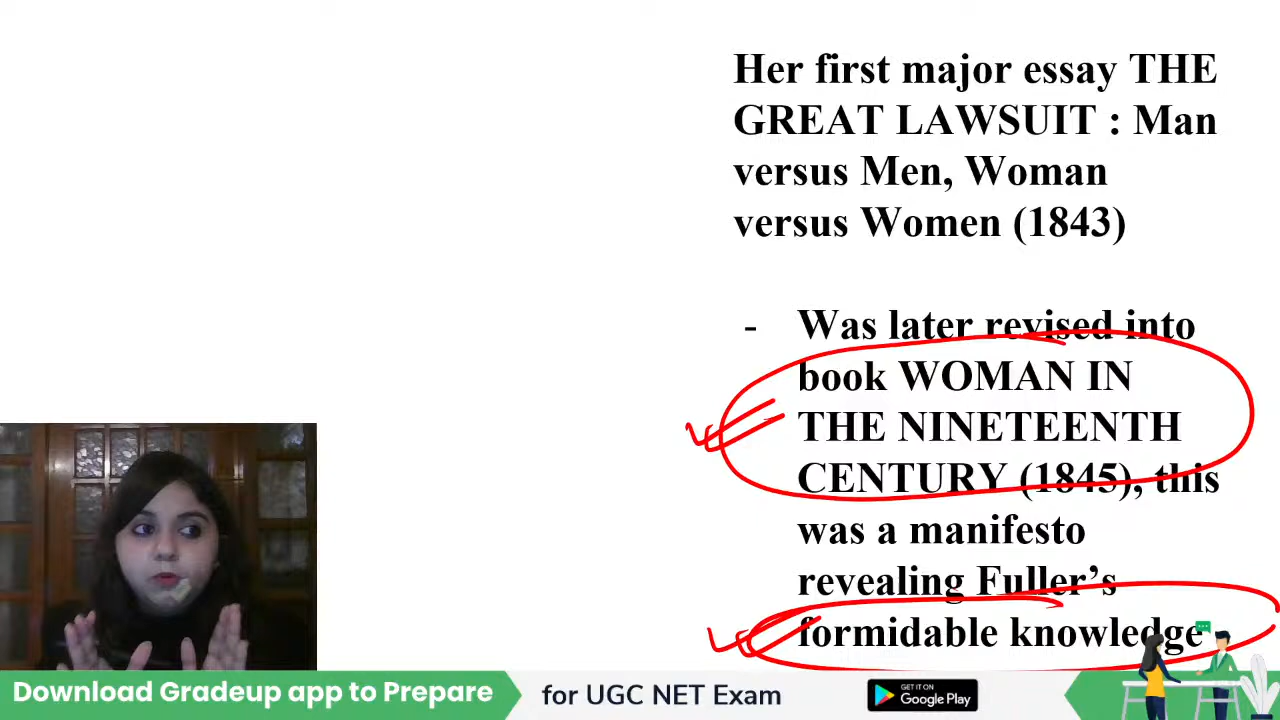 Her first major essay THE
GREAT LAWSUIT : Man
versus Men, Woman
versus Women (1843)
- Was later revised into
book WOMAN IN
THE NINETEENTH
CENTURY (1845), this
was a manifesto
revealing Fuller's
formidable knowledge
Download Gradeup app to Prepare
for UGC NET Exam
GET IT ON
Google Play